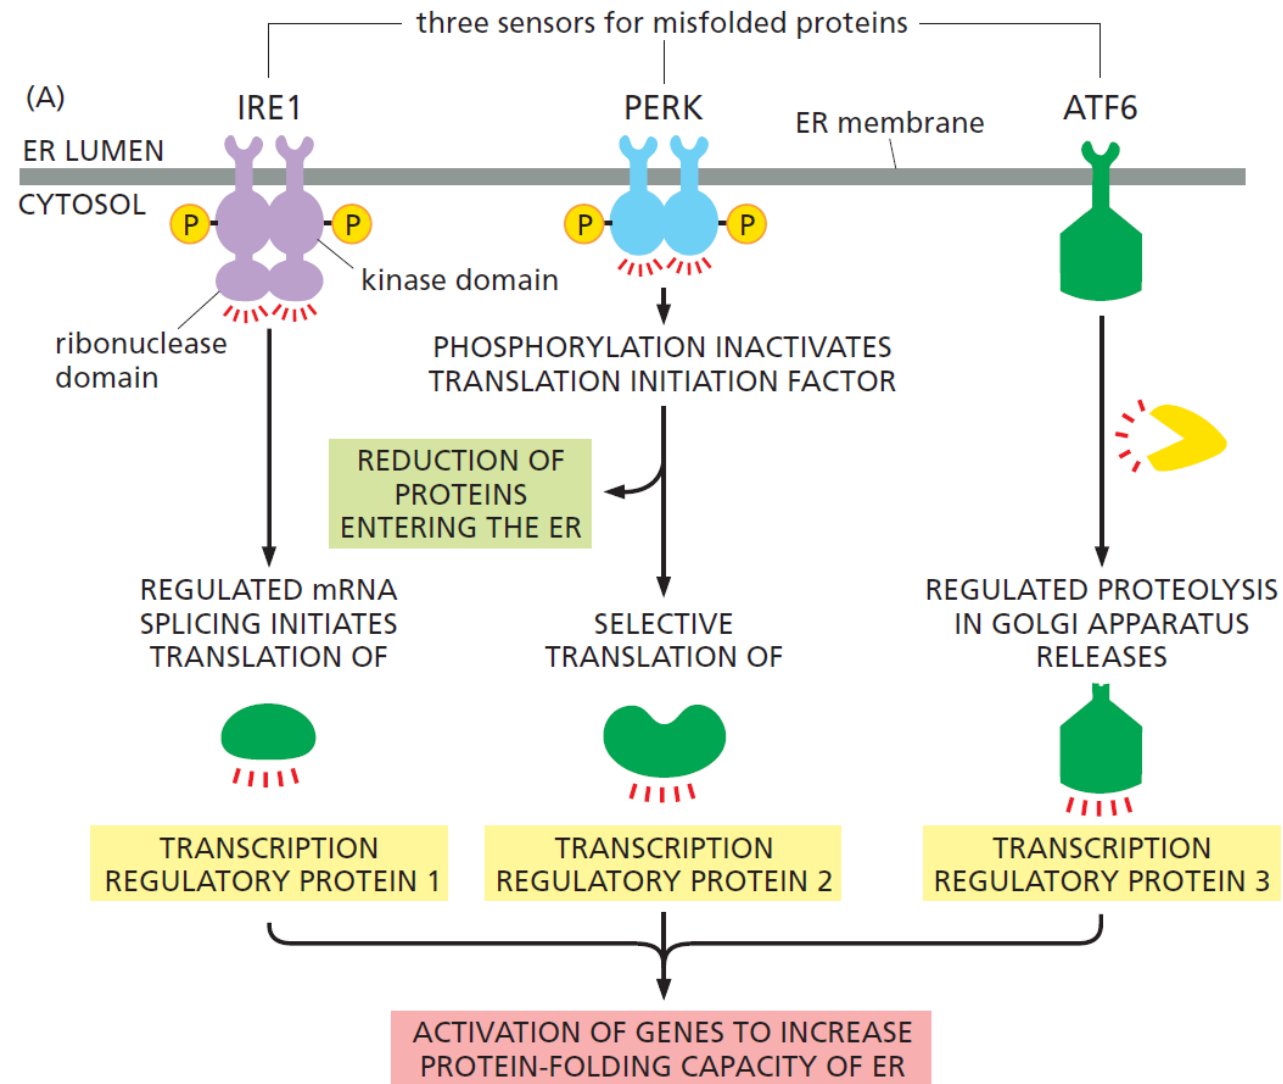 three sensors for misfolded proteins
(A)
IRE1
PERK
ATF6
ER membrane
ER LUMEN
CYTOSOL
P
P
P
P
kinase domain
ribonuclease
domain
PHOSPHORYLATION INACTIVATES
TRANSLATION INITIATION FACTOR
REDUCTION OF
PROTEINS
ENTERING THE ER
REGULATED mRNA
SPLICING INITIATES
TRANSLATION OF
SELECTIVE
TRANSLATION OF
REGULATED PROTEOLYSIS
IN GOLGI APPARATUS
RELEASES
TRANSCRIPTION
REGULATORY PROTEIN 1
TRANSCRIPTION
REGULATORY PROTEIN 2
TRANSCRIPTION
REGULATORY PROTEIN 3
ACTIVATION OF GENES TO INCREASE
PROTEIN-FOLDING CAPACITY OF ER